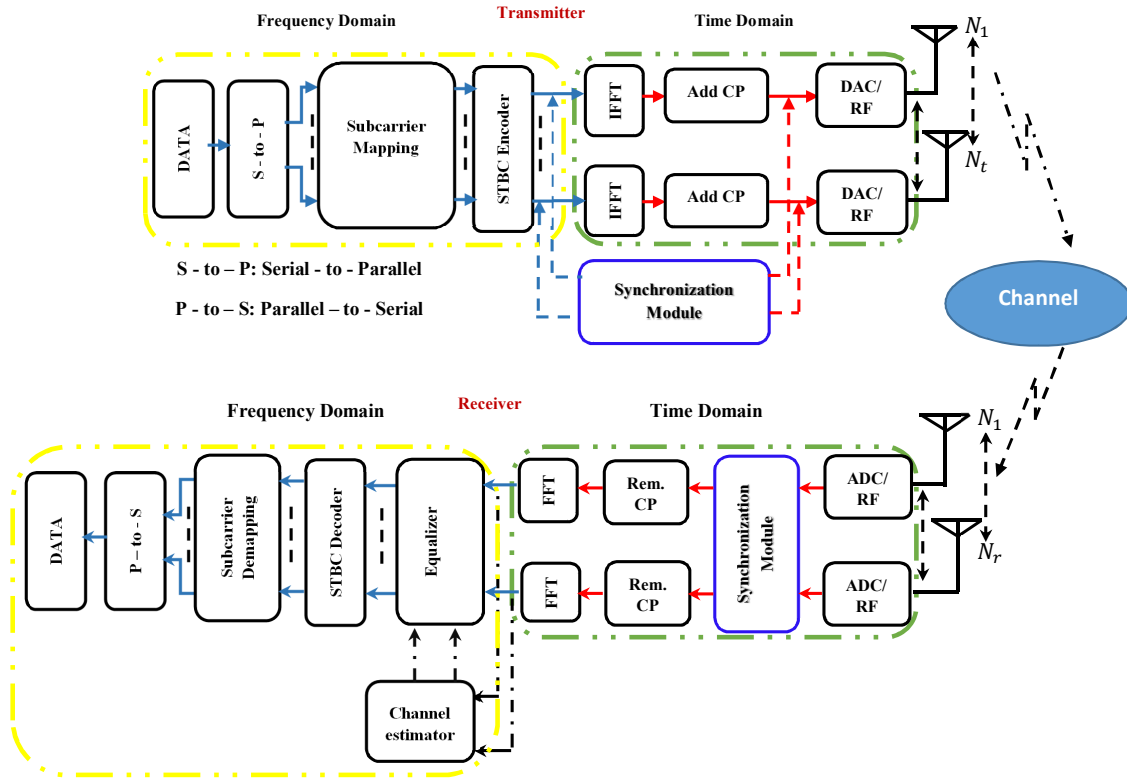 Frequency Domain
Transmitter
Time Domain
DATA
S - to - P
Subcarrier
Mapping
STBC Encoder
IFFT
Add CP
DAC/
RF
N₁
IFFT
Add CP
DAC/
RF
Nₜ
S - to – P: Serial - to - Parallel
P - to – S: Parallel – to - Serial
Synchronization
Module
Channel
Frequency Domain
Receiver
Time Domain
DATA
P – to - S
Subcarrier
Demapping
STBC Decoder
Equalizer
FFT
Rem.
CP
Synchronization
Module
ADC/
RF
N₁
FFT
Rem.
CP
ADC/
RF
Nᵣ
Channel
estimator